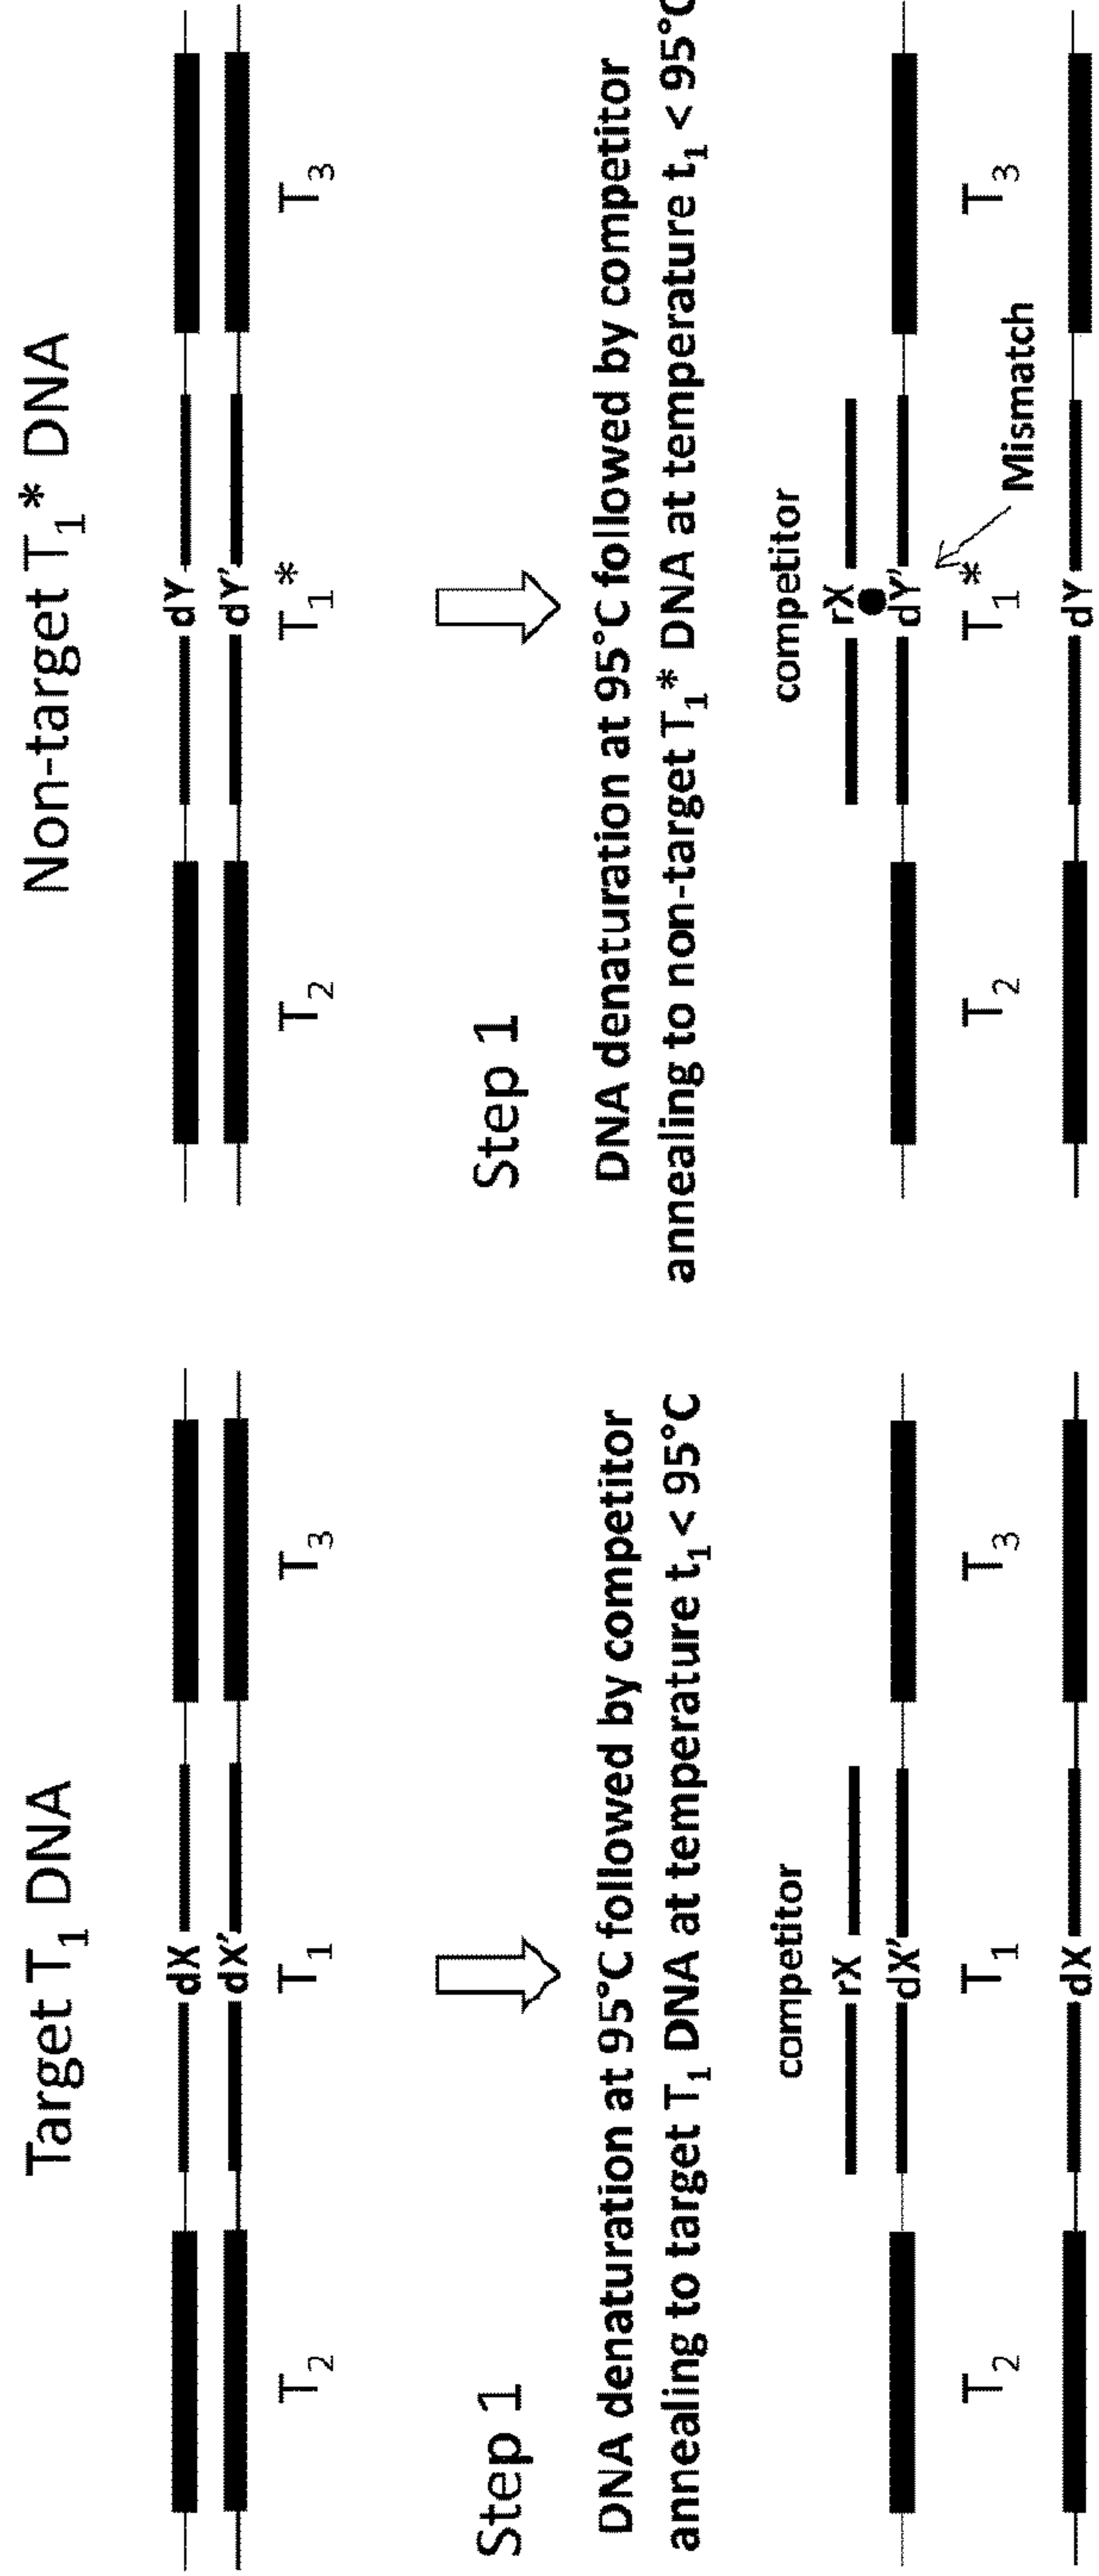 Target T₁ DNA
dX
dX'
T₂ T₁ T₃
Step 1
DNA denaturation at 95°C followed by competitor
annealing to target T₁ DNA at temperature t₁ < 95°C
competitor
rX
dX'
T₂ T₁ T₃
dX
Non-target T₁* DNA
dY
dY'
T₂ T₁* T₃
Step 1
DNA denaturation at 95°C followed by competitor
annealing to non-target T₁* DNA at temperature t₁ < 95°C
competitor
rX
dY'
Mismatch
T₂ T₁* T₃
dY